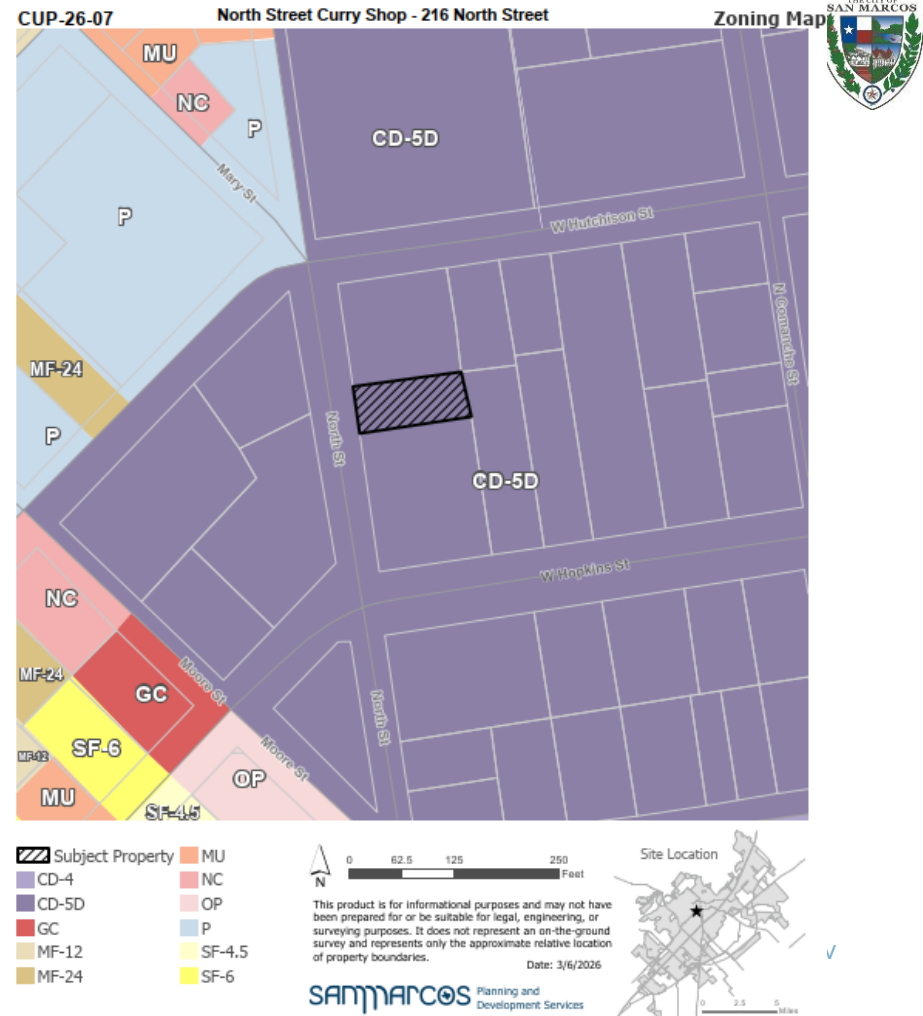 CUP-26-07
North Street Curry Shop - 216 North Street
Zoning Map
THE CITY OF
SAN MARCOS
MU
NC
P
CD-5D
Mary St
P
W Hutchison St
N Comanche St
MF-24
P
North St
CD-5D
W Hopkins St
NC
MF-24
GC
Moore St
SF-6
North St
MF-12
Moore St
OP
MU
SF-4.5
Subject Property
CD-4
CD-5D
GC
MF-12
MF-24
MU
NC
OP
P
SF-4.5
SF-6
N
0 62.5 125 250
Feet
This product is for informational purposes and may not have
been prepared for or be suitable for legal, engineering, or
surveying purposes. It does not represent an on-the-ground
survey and represents only the approximate relative location
of property boundaries.
Date: 3/6/2026
SANMARCOS
Planning and
Development Services
Site Location
0 2.5 5
Miles